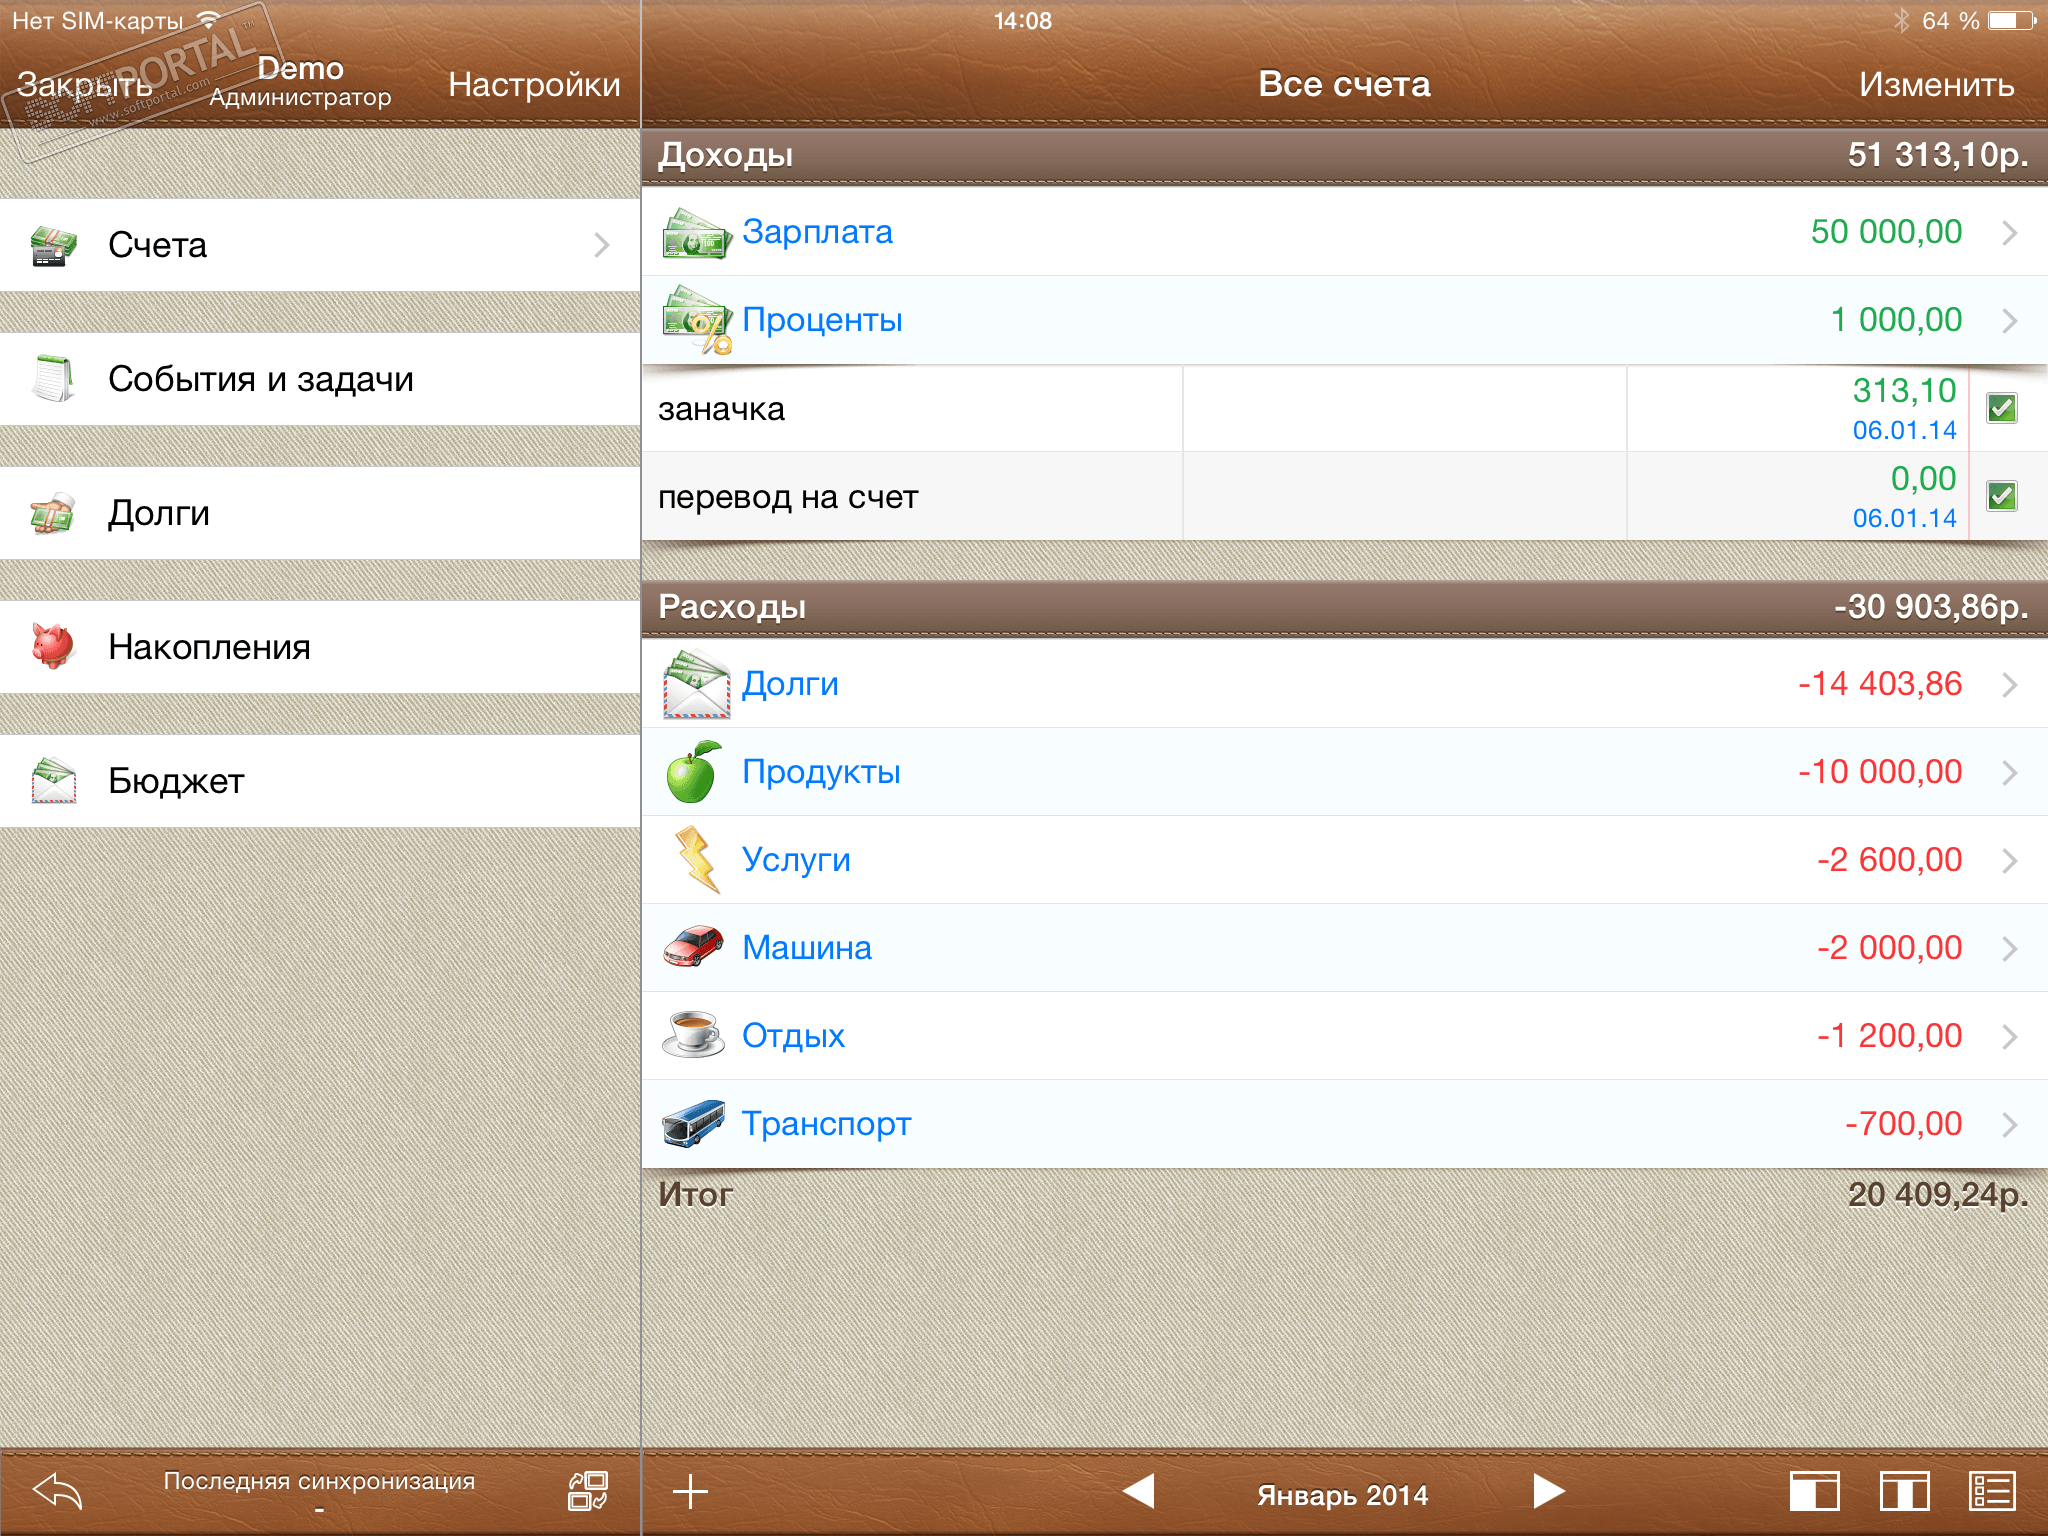 Нет SIM-карты
14:08
64 %
Закрыть
Demo
Администратор
Настройки
SOFTPORTAL™
www.softportal.com
Все счета
Изменить
Счета
События и задачи
Долги
Накопления
Бюджет
Доходы 51 313,10р.
Зарплата 50 000,00
Проценты 1 000,00
заначка 313,10
06.01.14
перевод на счет 0,00
06.01.14
Расходы -30 903,86р.
Долги -14 403,86
Продукты -10 000,00
Услуги -2 600,00
Машина -2 000,00
Отдых -1 200,00
Транспорт -700,00
Итог 20 409,24р.
Последняя синхронизация
-
Январь 2014